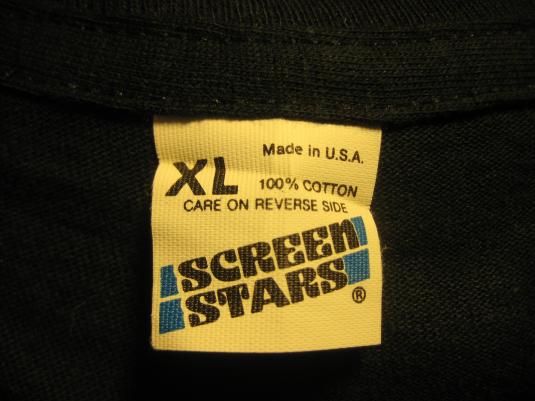 Made in U.S.A.
XL 100% COTTON
CARE ON REVERSE SIDE
SCREEn
STARS ®